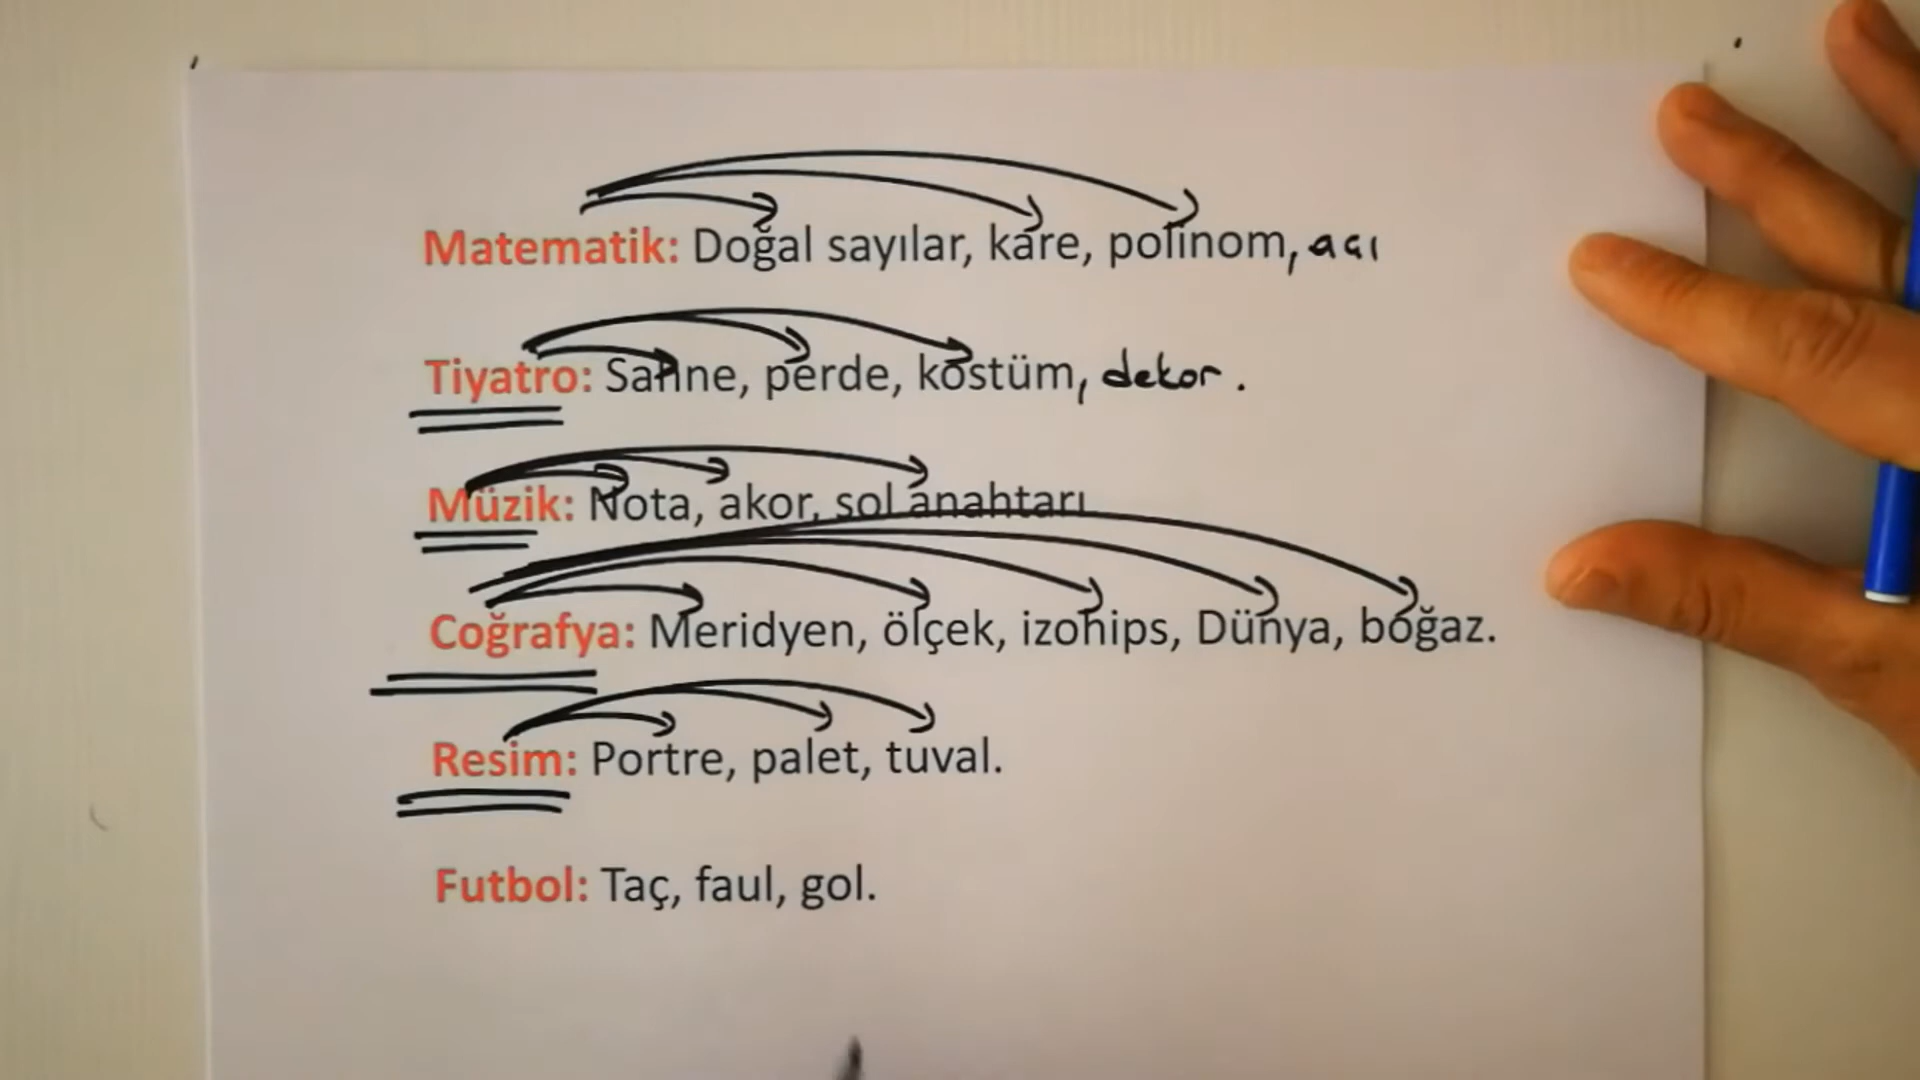 Matematik: Doğal sayılar, kare, polinom, açı
Tiyatro: Sahne, perde, kostüm, dekor.
Müzik: Nota, akor, sol anahtarı
Coğrafya: Meridyen, ölçek, izohips, Dünya, boğaz.
Resim: Portre, palet, tuval.
Futbol: Taç, faul, gol.